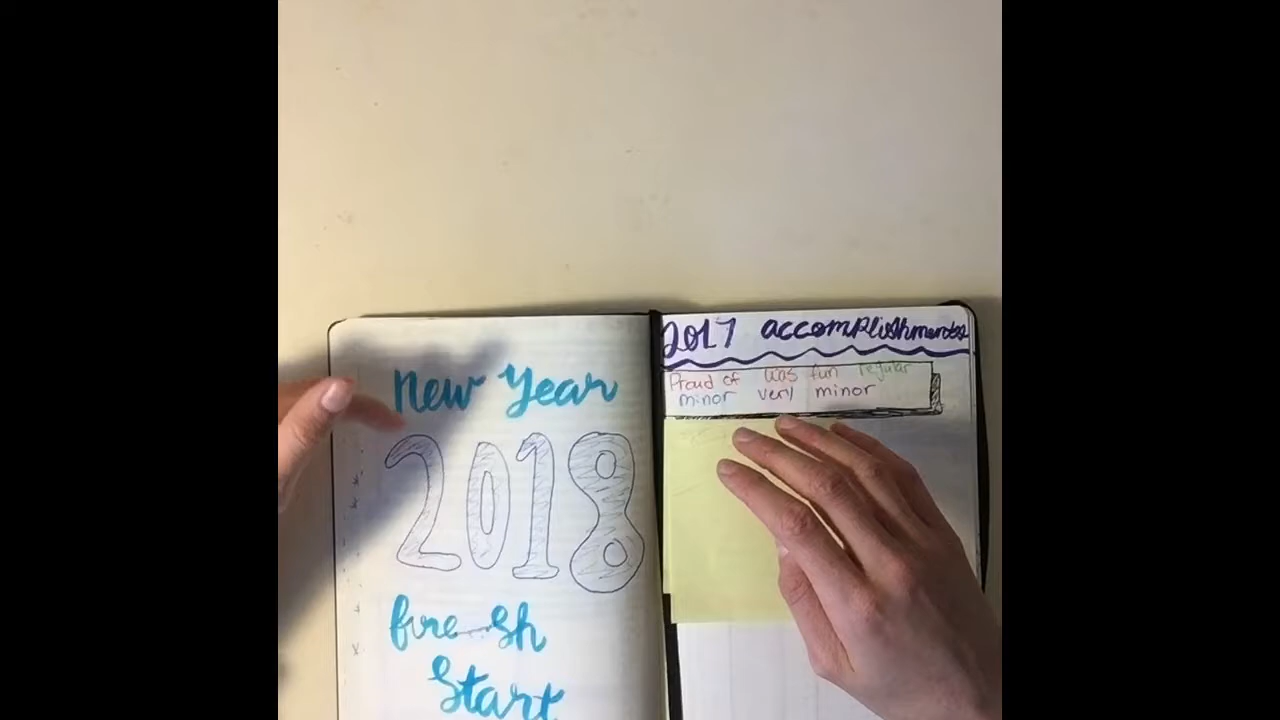 New Year
2018
fresh
Start
2017 accomplishments
Proud of was fun regular
minor very minor